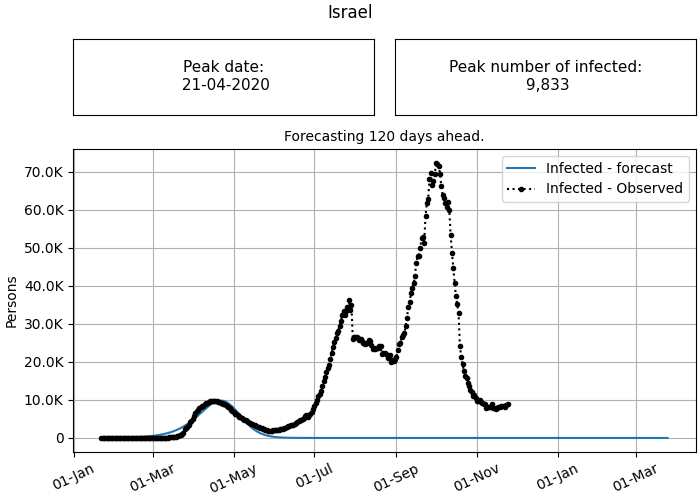 Israel
Peak date:
21-04-2020
Peak number of infected:
9,833
Forecasting 120 days ahead.
Infected - forecast
Infected - Observed
Persons
70.0K
60.0K
50.0K
40.0K
30.0K
20.0K
10.0K
0
01-Jan
01-Mar
01-May
01-Jul
01-Sep
01-Nov
01-Jan
01-Mar